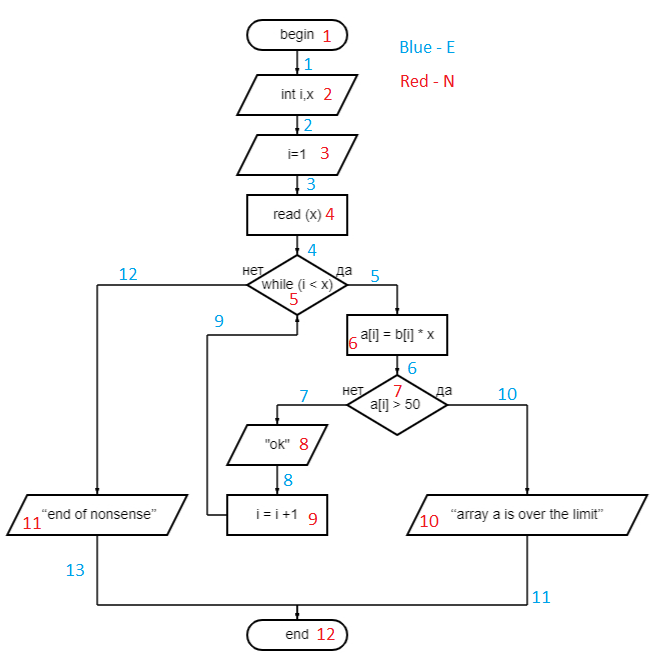 begin 1
Blue - E
1
Red - N
int i,x 2
2
i=1 3
3
read (x) 4
4
12
нет
да
5
while (i < x)
5
9
a[i] = b[i] * x
6
6
7
нет
7
да
10
a[i] > 50
"ok" 8
8
11
“end of nonsense”
i = i +1 9
10
“array a is over the limit”
13
11
end 12